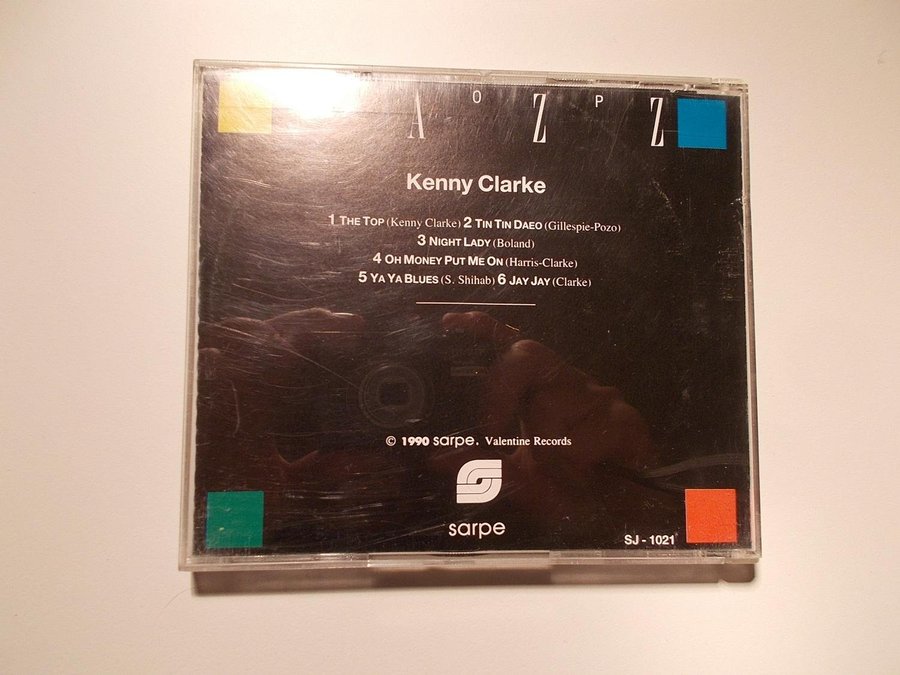 A O Z P Z
Kenny Clarke
1 THE TOP (Kenny Clarke) 2 TIN TIN DAEO (Gillespie-Pozo)
3 NIGHT LADY (Boland)
4 OH MONEY PUT ME ON (Harris-Clarke)
5 YA YA BLUES (S. Shihab) 6 JAY JAY (Clarke)
© 1990 sarpe. Valentine Records
sarpe
SJ - 1021